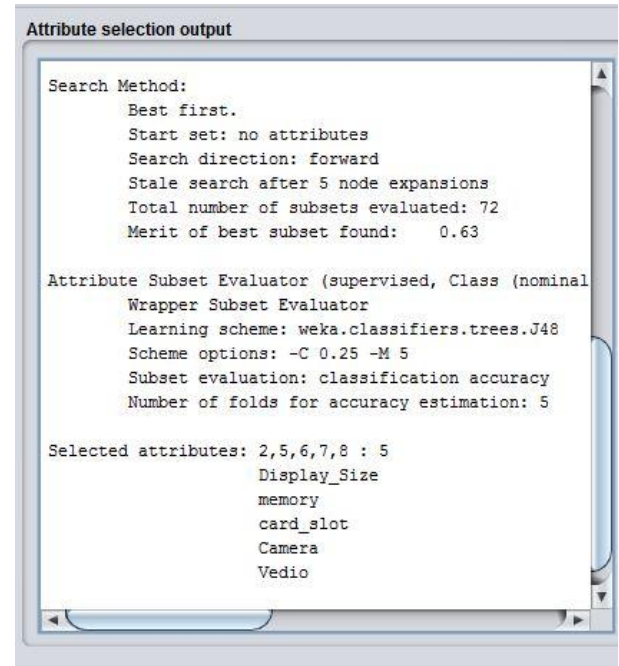 Attribute selection output
Search Method:
Best first.
Start set: no attributes
Search direction: forward
Stale search after 5 node expansions
Total number of subsets evaluated: 72
Merit of best subset found: 0.63
Attribute Subset Evaluator (supervised, Class (nominal
Wrapper Subset Evaluator
Learning scheme: weka.classifiers.trees.J48
Scheme options: -C 0.25 -M 5
Subset evaluation: classification accuracy
Number of folds for accuracy estimation: 5
Selected attributes: 2,5,6,7,8 : 5
Display_Size
memory
card_slot
Camera
Vedio